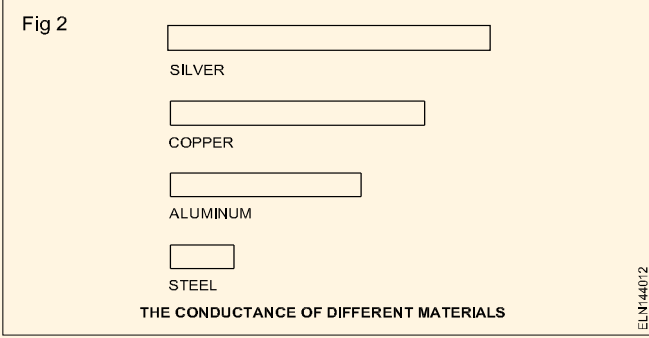 Fig 2
SILVER
COPPER
ALUMINUM
STEEL
THE CONDUCTANCE OF DIFFERENT MATERIALS
ELN144012